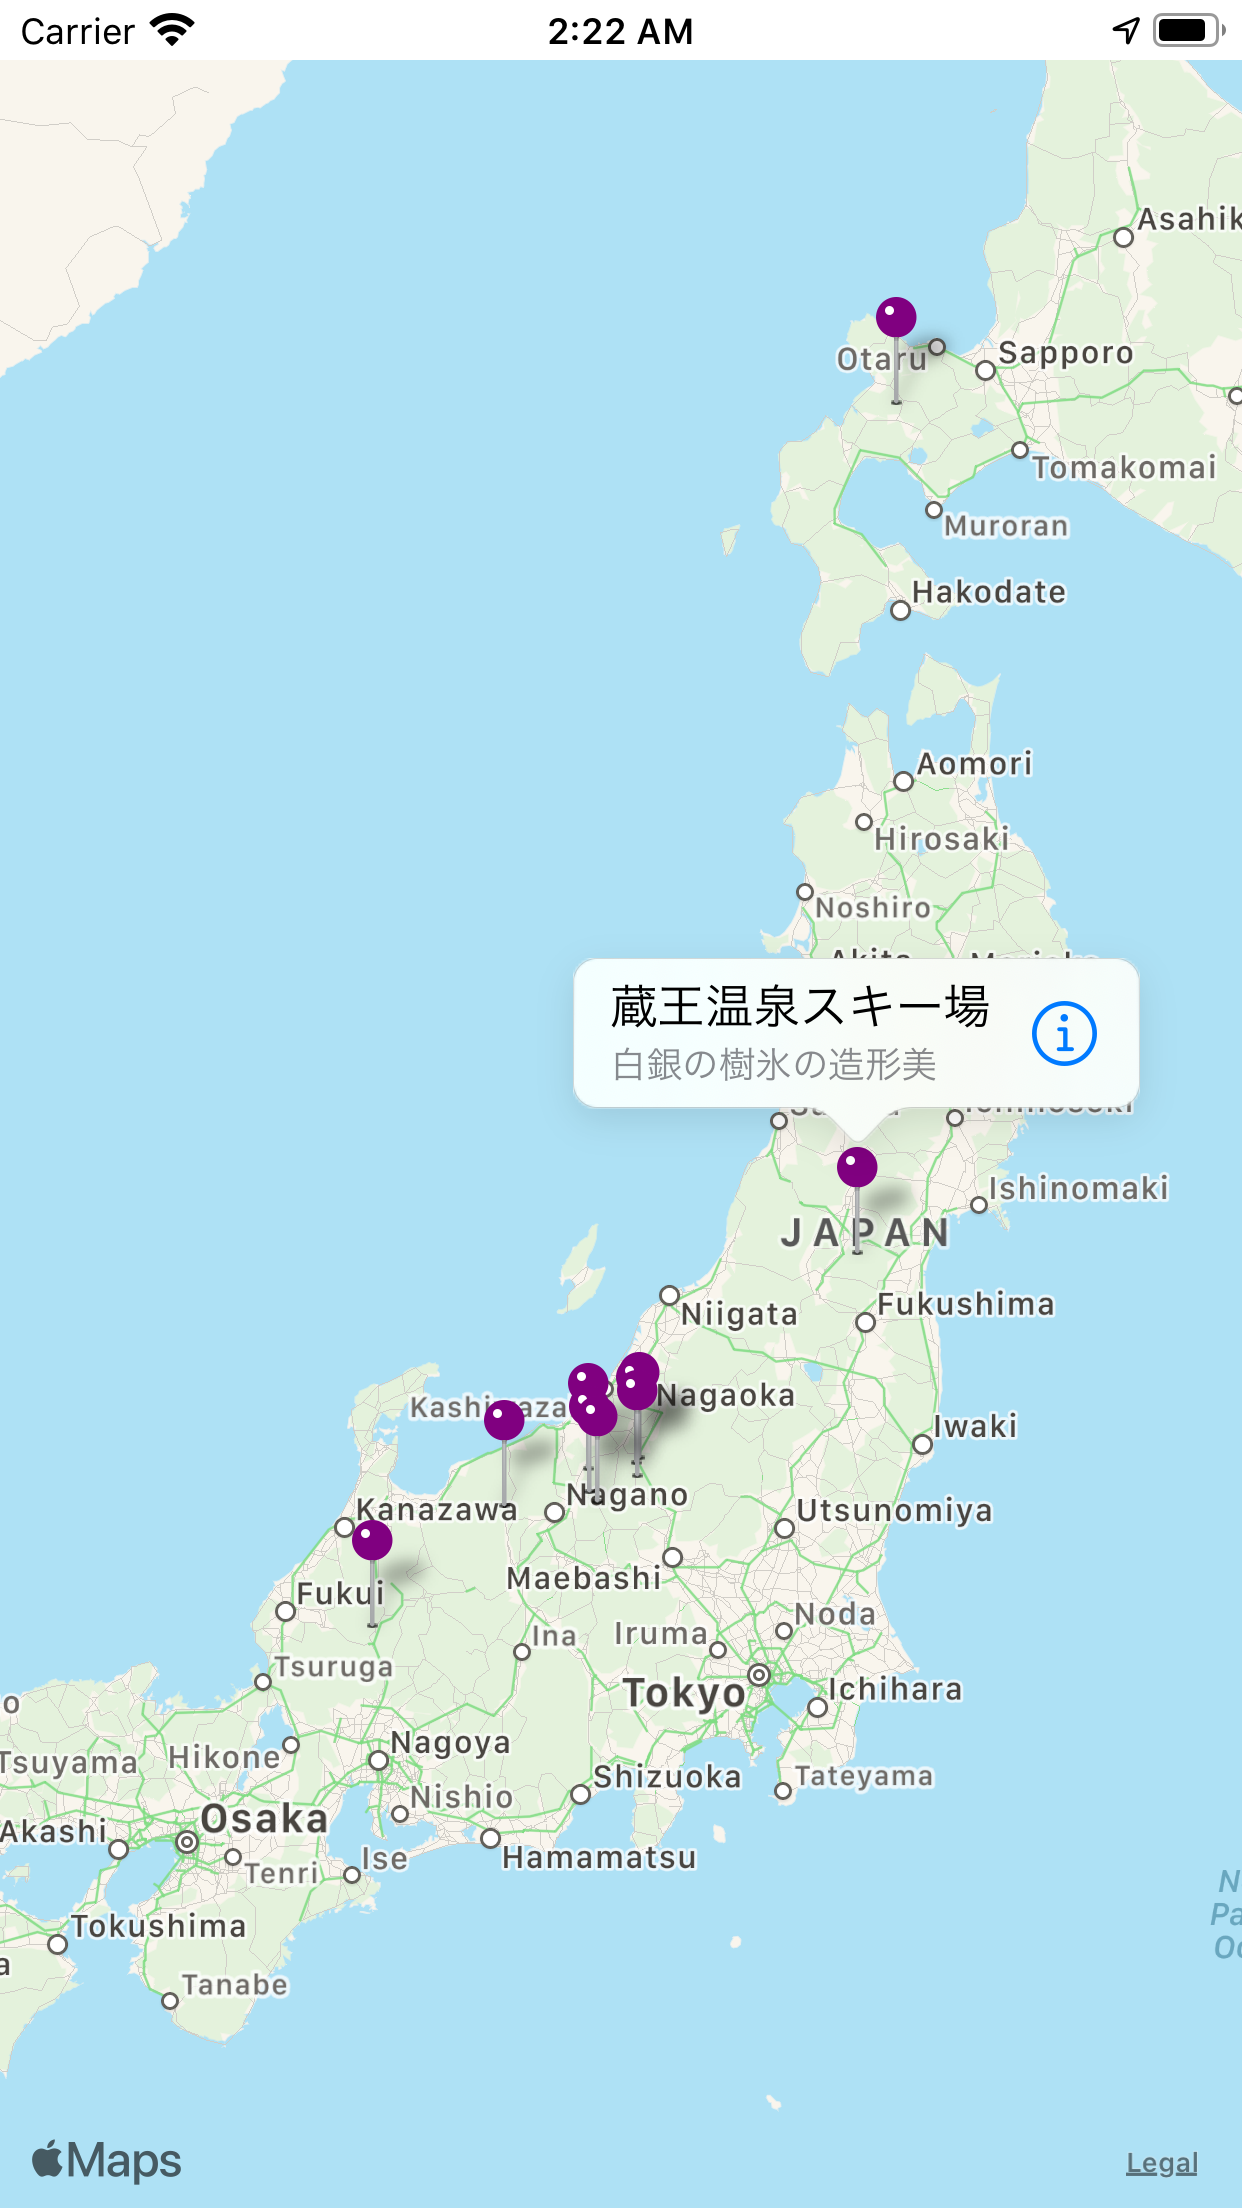 Carrier
2:22 AM
Asahik
Otaru
Sapporo
Tomakomai
Muroran
Hakodate
Aomori
Hirosaki
Noshiro
Akita
蔵王温泉スキー場
白銀の樹氷の造形美
Ishinomaki
JAPAN
Niigata
Fukushima
Nagaoka
Iwaki
Nagano
Kanazawa
Utsunomiya
Maebashi
Fukui
Noda
Ina
Iruma
Tsuruga
Tokyo
Ichihara
Nagoya
Hikone
Tsuyama
Shizuoka
Tateyama
Nishio
Osaka
Akashi
Hamamatsu
Ise
Tenri
Tokushima
Tanabe
N
Pa
Oc
Maps
Legal